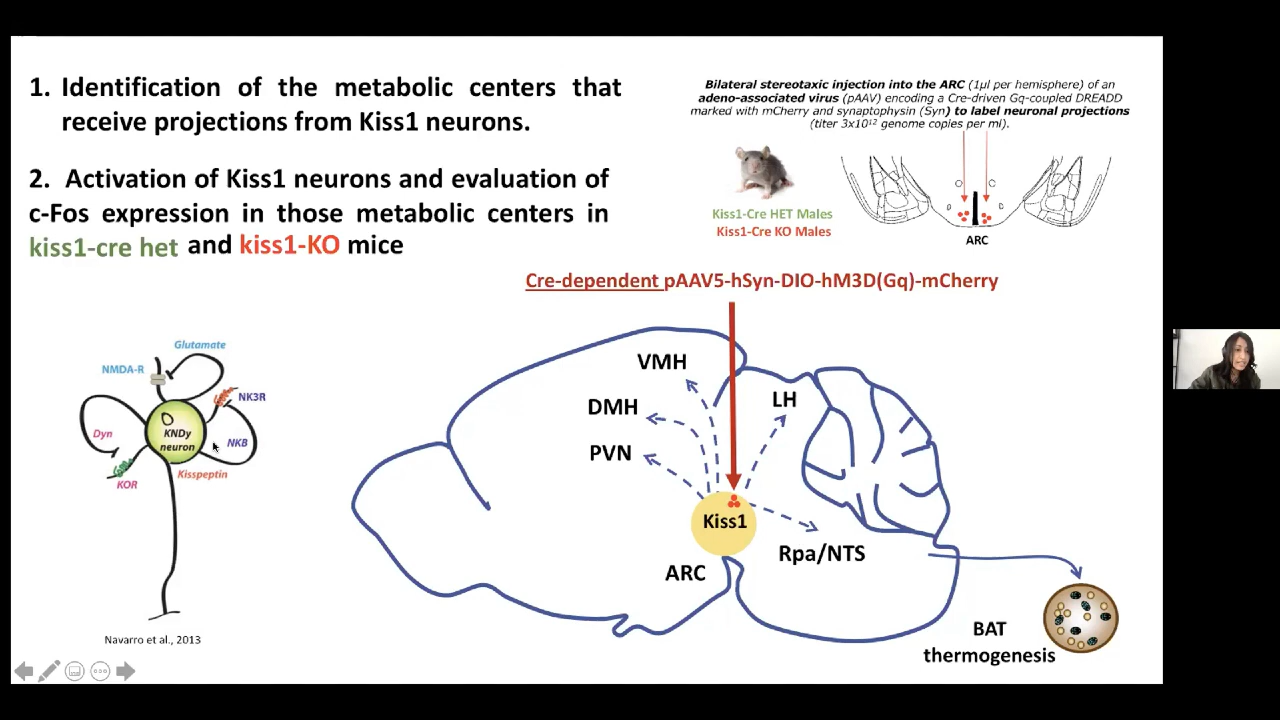 1. Identification of the metabolic centers that
receive projections from Kiss1 neurons.
2. Activation of Kiss1 neurons and evaluation of
c-Fos expression in those metabolic centers in
kiss1-cre het and kiss1-KO mice
Bilateral stereotaxic injection into the ARC (1µl per hemisphere) of an
adeno-associated virus (pAAV) encoding a Cre-driven Gq-coupled DREADD
marked with mCherry and synaptophysin (Syn) to label neuronal projections
(titer 3x10¹² genome copies per ml).
Kiss1-Cre HET Males
Kiss1-Cre KO Males
ARC
Cre-dependent pAAV5-hSyn-DIO-hM3D(Gq)-mCherry
Glutamate
NMDA-R
NK3R
Dyn
KNDy
neuron
NKB
Kisspeptin
KOR
Navarro et al., 2013
VMH
DMH
LH
PVN
Kiss1
ARC
Rpa/NTS
BAT
thermogenesis